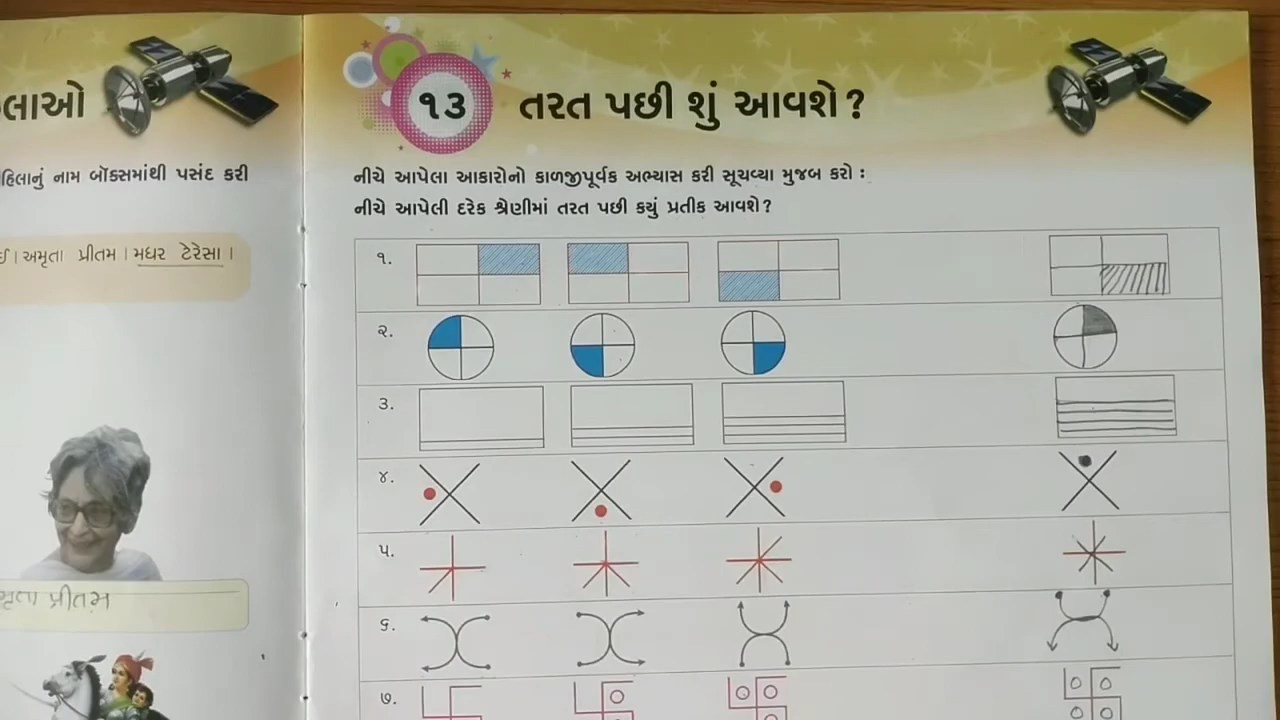 લાઓ
હિલાનું નામ બૉક્સમાંથી પસંદ કરી
અમૃતા પ્રીતમ । મધર ટેરેસા ।
પ્રીતમ
૧૩ તરત પછી શું આવશે ?
નીચે આપેલા આકારોનો કાળજીપૂર્વક અભ્યાસ કરી સૂચવ્યા મુજબ કરો :
નીચે આપેલી દરેક શ્રેણીમાં તરત પછી કયું પ્રતીક આવશે ?
૧.
૨.
૩.
૪.
૫.
૬.
૭.